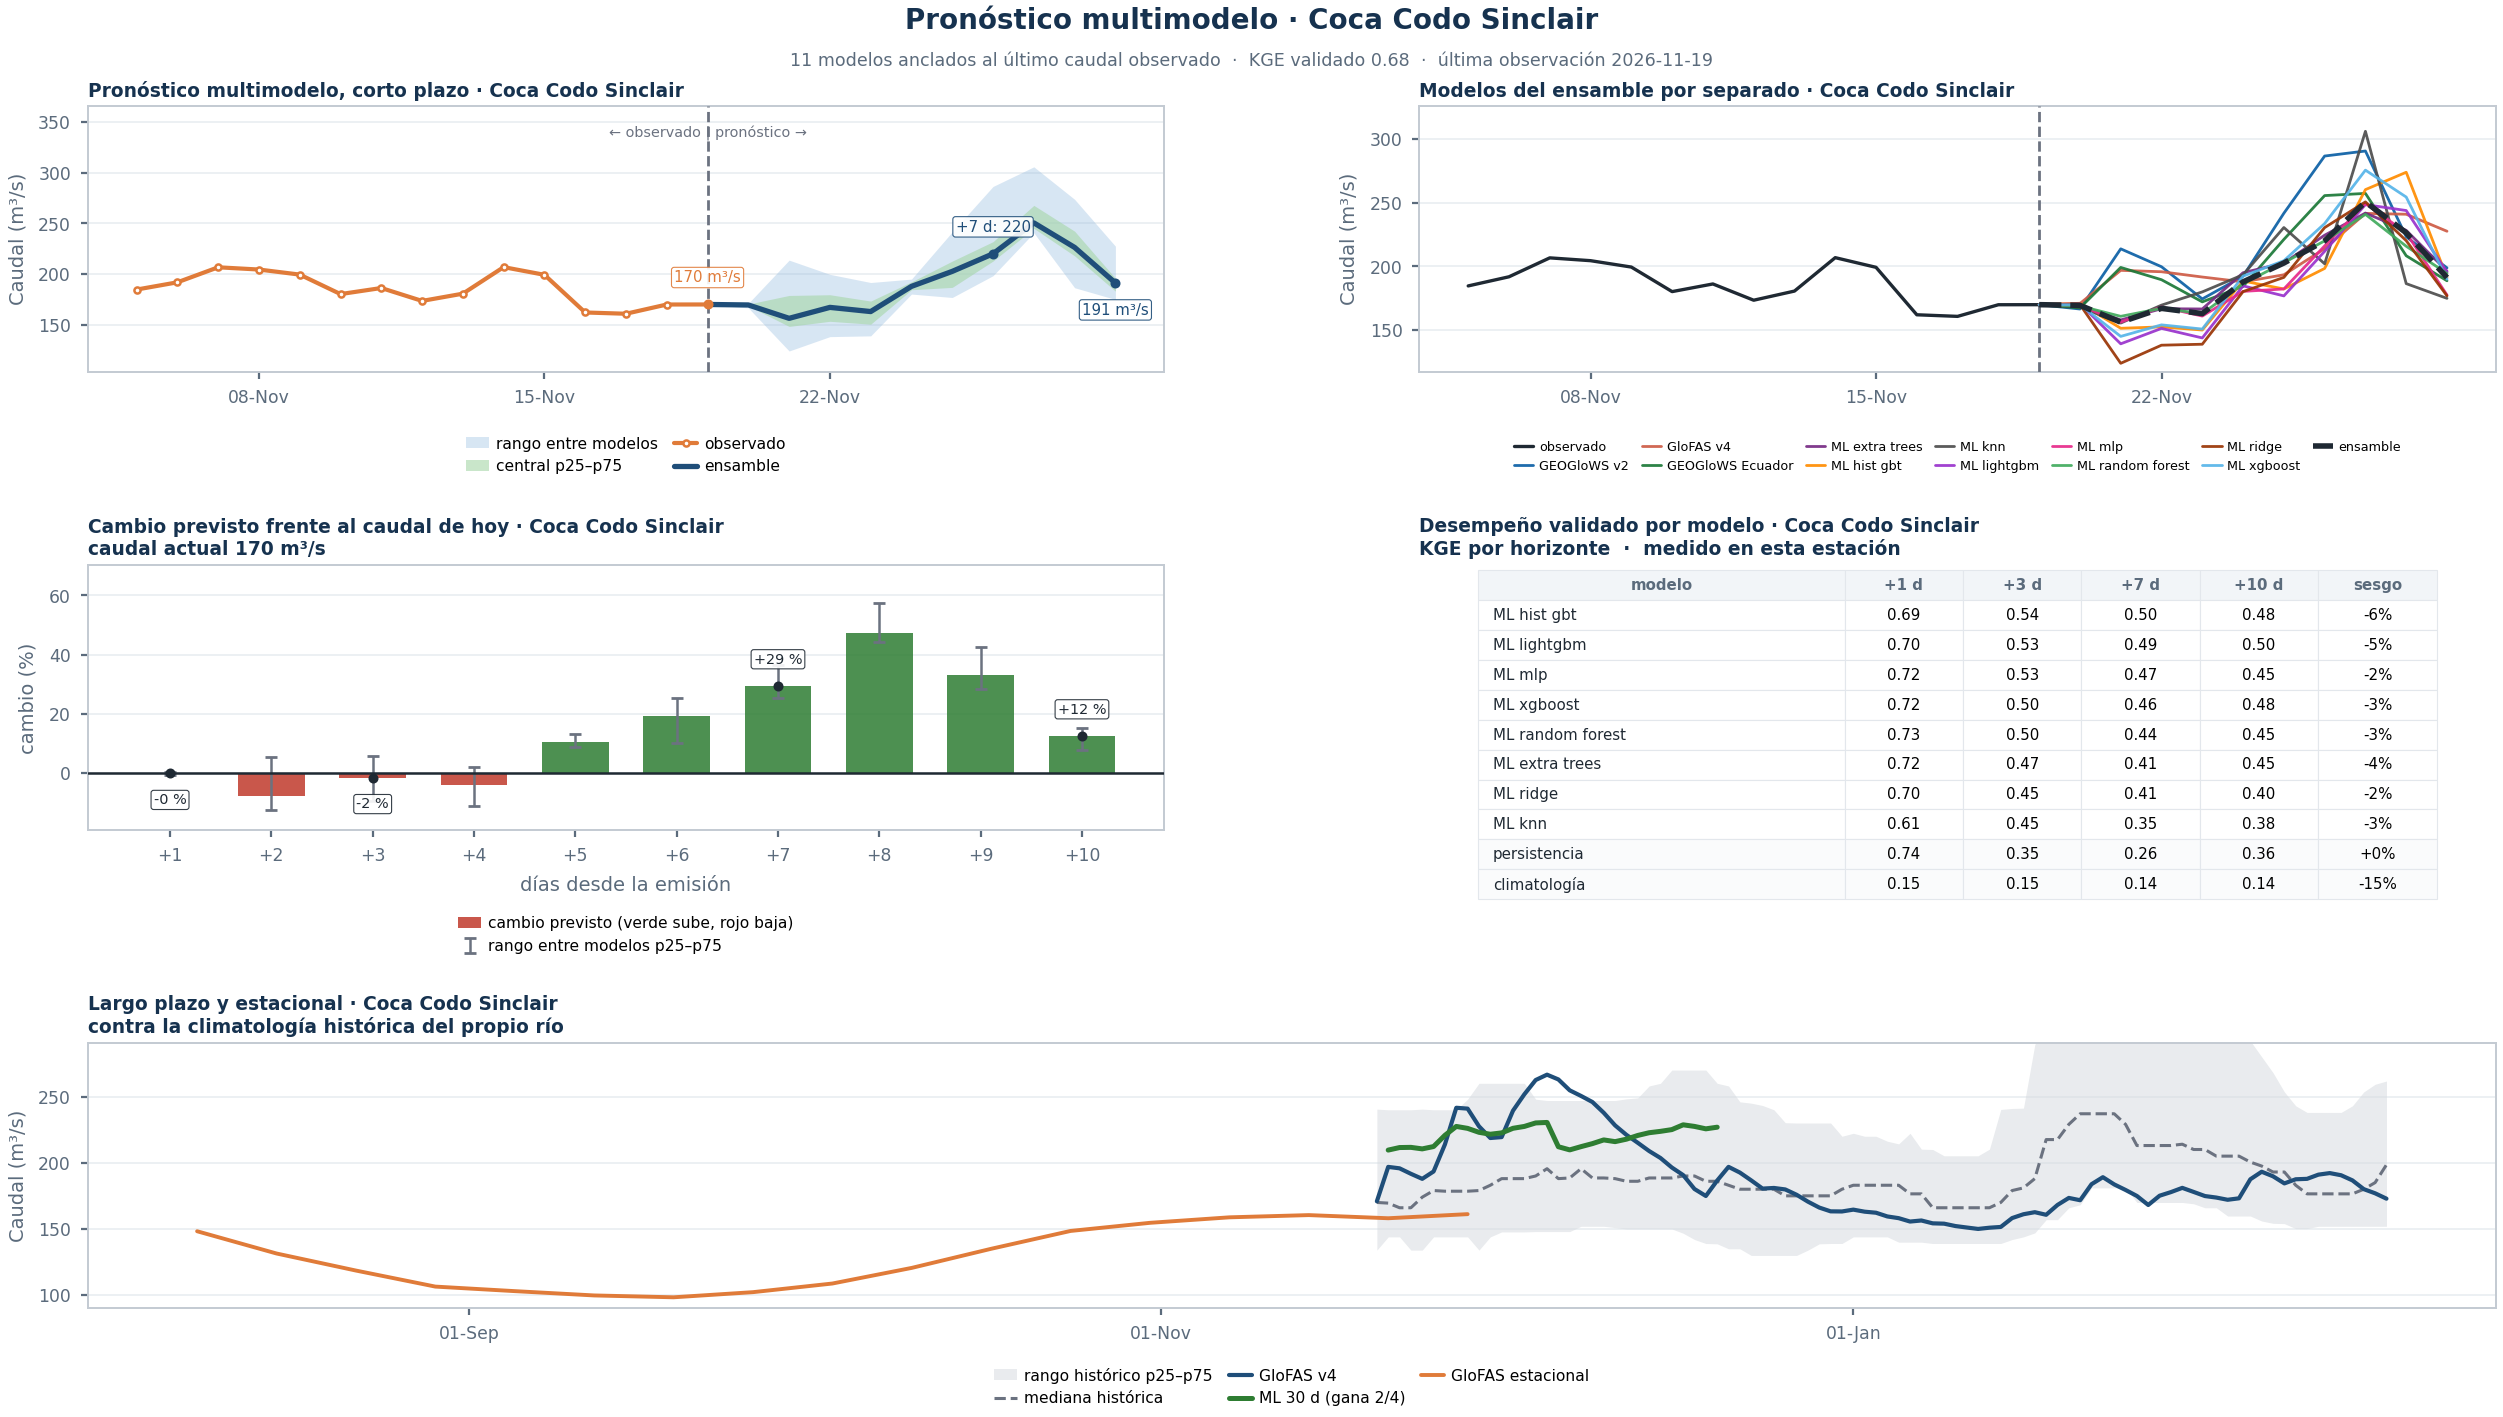 Pronóstico multimodelo · Coca Codo Sinclair
11 modelos anclados al último caudal observado · KGE validado 0.68 · última observación 2026-11-19
Pronóstico multimodelo, corto plazo · Coca Codo Sinclair
Caudal (m³/s)
350
300
250
200
150
← observado
pronóstico →
170 m³/s
+7 d: 220
191 m³/s
08-Nov
15-Nov
22-Nov
rango entre modelos
central p25–p75
observado
ensamble
Modelos del ensamble por separado · Coca Codo Sinclair
Caudal (m³/s)
300
250
200
150
08-Nov
15-Nov
22-Nov
observado
GEOGloWS v2
GloFAS v4
GEOGloWS Ecuador
ML extra trees
ML hist gbt
ML knn
ML lightgbm
ML mlp
ML random forest
ML ridge
ML xgboost
ensamble
Cambio previsto frente al caudal de hoy · Coca Codo Sinclair
caudal actual 170 m³/s
cambio (%)
60
40
20
0
-0 %
-2 %
+29 %
+12 %
+1 +2 +3 +4 +5 +6 +7 +8 +9 +10
días desde la emisión
cambio previsto (verde sube, rojo baja)
rango entre modelos p25–p75
Desempeño validado por modelo · Coca Codo Sinclair
KGE por horizonte · medido en esta estación
modelo +1 d +3 d +7 d +10 d sesgo
ML hist gbt 0.69 0.54 0.50 0.48 -6%
ML lightgbm 0.70 0.53 0.49 0.50 -5%
ML mlp 0.72 0.53 0.47 0.45 -2%
ML xgboost 0.72 0.50 0.46 0.48 -3%
ML random forest 0.73 0.50 0.44 0.45 -3%
ML extra trees 0.72 0.47 0.41 0.45 -4%
ML ridge 0.70 0.45 0.41 0.40 -2%
ML knn 0.61 0.45 0.35 0.38 -3%
persistencia 0.74 0.35 0.26 0.36 +0%
climatología 0.15 0.15 0.14 0.14 -15%
Largo plazo y estacional · Coca Codo Sinclair
contra la climatología histórica del propio río
Caudal (m³/s)
250
200
150
100
01-Sep
01-Nov
01-Jan
rango histórico p25–p75
mediana histórica
GloFAS v4
ML 30 d (gana 2/4)
GloFAS estacional